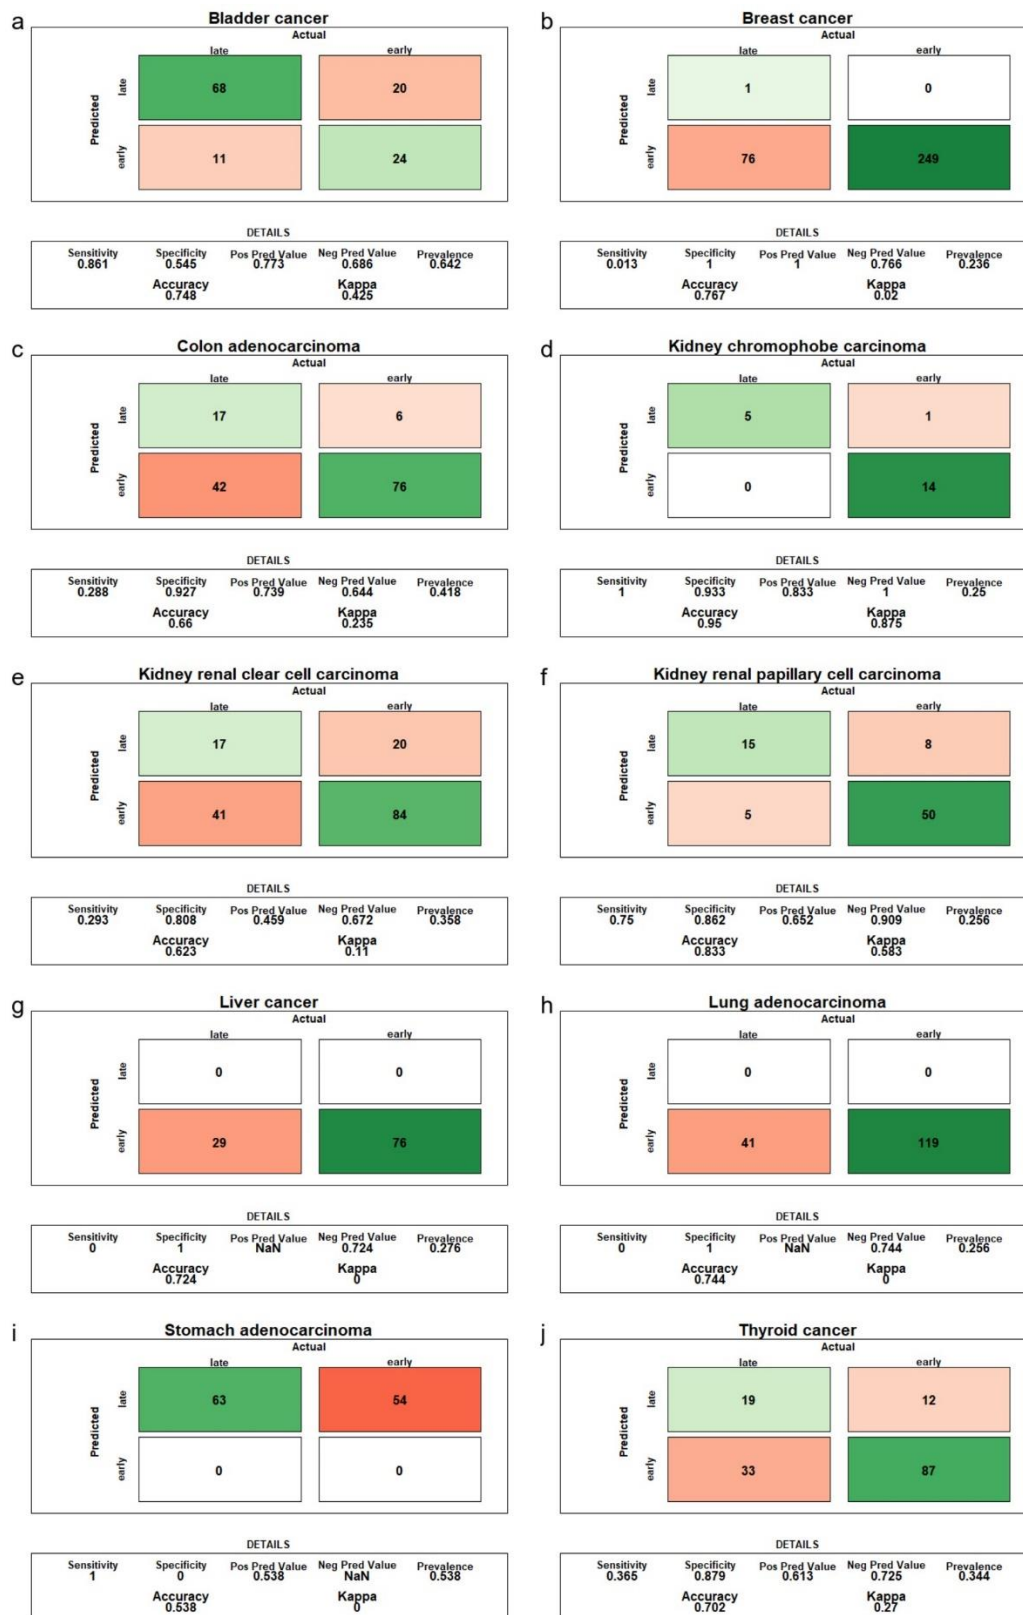 a Bladder cancer
Actual
late early
Predicted
late 68 20
early 11 24
DETAILS
Sensitivity Specificity Pos Pred Value Neg Pred Value Prevalence
0.861 0.545 0.773 0.686 0.642
Accuracy Kappa
0.748 0.425
b Breast cancer
Actual
late early
Predicted
late 1 0
early 76 249
DETAILS
Sensitivity Specificity Pos Pred Value Neg Pred Value Prevalence
0.013 1 1 0.766 0.236
Accuracy Kappa
0.767 0.02
c Colon adenocarcinoma
Actual
late early
Predicted
late 17 6
early 42 76
DETAILS
Sensitivity Specificity Pos Pred Value Neg Pred Value Prevalence
0.288 0.927 0.739 0.644 0.418
Accuracy Kappa
0.66 0.235
d Kidney chromophobe carcinoma
Actual
late early
Predicted
late 5 1
early 0 14
DETAILS
Sensitivity Specificity Pos Pred Value Neg Pred Value Prevalence
1 0.933 0.833 1 0.25
Accuracy Kappa
0.95 0.875
e Kidney renal clear cell carcinoma
Actual
late early
Predicted
late 17 20
early 41 84
DETAILS
Sensitivity Specificity Pos Pred Value Neg Pred Value Prevalence
0.293 0.808 0.459 0.672 0.358
Accuracy Kappa
0.623 0.11
f Kidney renal papillary cell carcinoma
Actual
late early
Predicted
late 15 8
early 5 50
DETAILS
Sensitivity Specificity Pos Pred Value Neg Pred Value Prevalence
0.75 0.862 0.652 0.909 0.256
Accuracy Kappa
0.833 0.583
g Liver cancer
Actual
late early
Predicted
late 0 0
early 29 76
DETAILS
Sensitivity Specificity Pos Pred Value Neg Pred Value Prevalence
0 1 NaN 0.724 0.276
Accuracy Kappa
0.724 0
h Lung adenocarcinoma
Actual
late early
Predicted
late 0 0
early 41 119
DETAILS
Sensitivity Specificity Pos Pred Value Neg Pred Value Prevalence
0 1 NaN 0.744 0.256
Accuracy Kappa
0.744 0
i Stomach adenocarcinoma
Actual
late early
Predicted
late 63 54
early 0 0
DETAILS
Sensitivity Specificity Pos Pred Value Neg Pred Value Prevalence
1 0 0.538 NaN 0.538
Accuracy Kappa
0.538 0
j Thyroid cancer
Actual
late early
Predicted
late 19 12
early 33 87
DETAILS
Sensitivity Specificity Pos Pred Value Neg Pred Value Prevalence
0.365 0.879 0.613 0.725 0.344
Accuracy Kappa
0.702 0.27